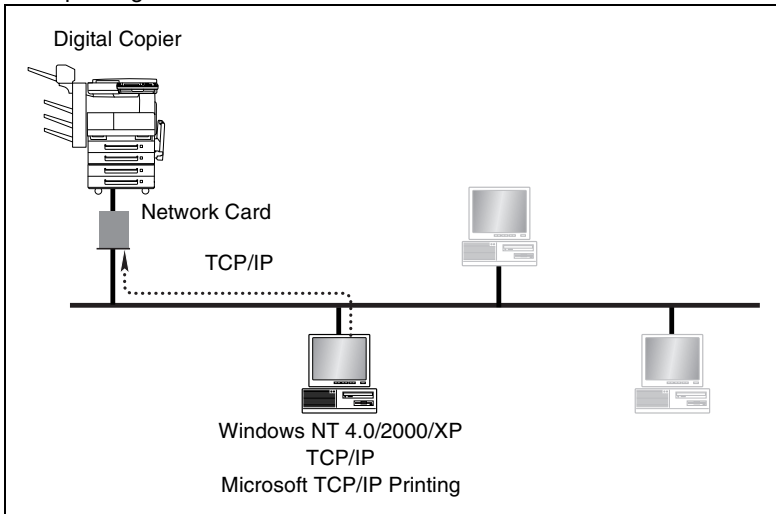 Digital Copier
Network Card
TCP/IP
Windows NT 4.0/2000/XP
TCP/IP
Microsoft TCP/IP Printing